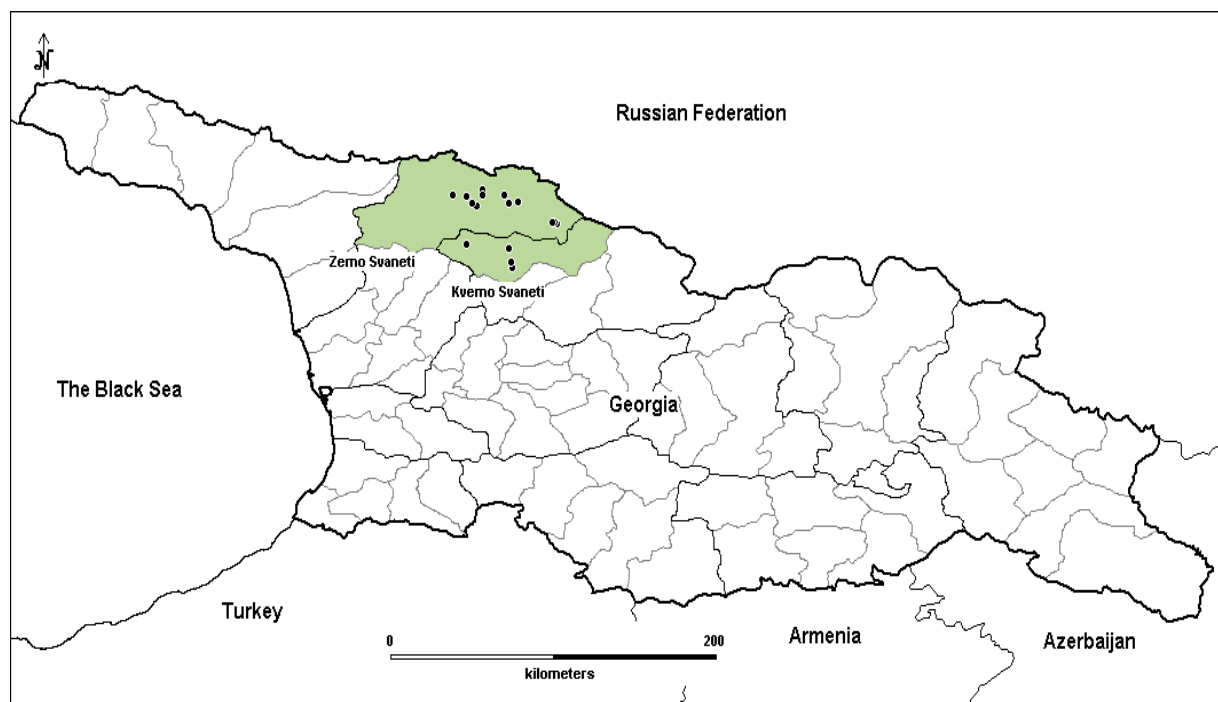 N
Russian Federation
Zemo Svaneti
Kvemo Svaneti
The Black Sea
Georgia
Turkey
0 200
kilometers
Armenia
Azerbaijan